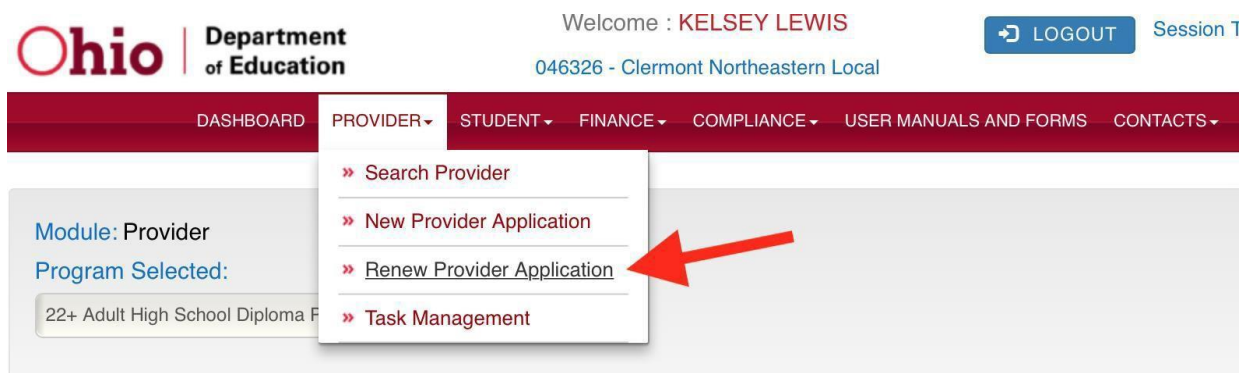 Ohio Department of Education
Welcome : KELSEY LEWIS
LOGOUT
Session
046326 - Clermont Northeastern Local
DASHBOARD PROVIDER STUDENT FINANCE COMPLIANCE USER MANUALS AND FORMS CONTACTS
» Search Provider
» New Provider Application
» Renew Provider Application
» Task Management
Module: Provider
Program Selected:
22+ Adult High School Diploma